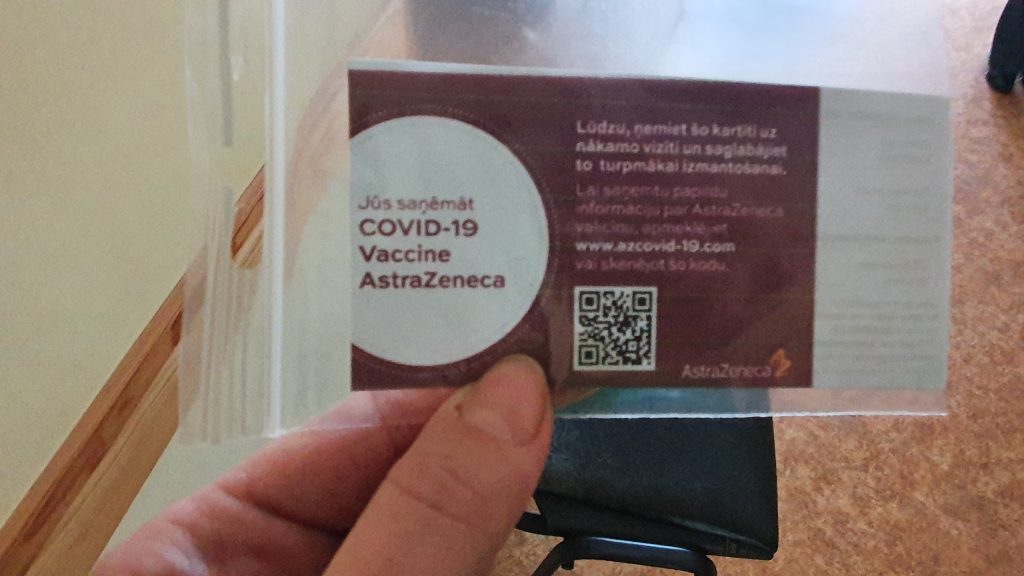 Jūs saņēmāt
COVID-19
Vaccine
AstraZeneca
Lūdzu, ņemiet šo kartīti uz
nākamo vizīti un saglabājiet
to turpmākai izmantošanai.
Lai saņemtu papildu
informāciju par AstraZeneca
vakcīnu, apmeklējiet
www.azcovid-19.com
vai skenējot šo kodu.
AstraZeneca